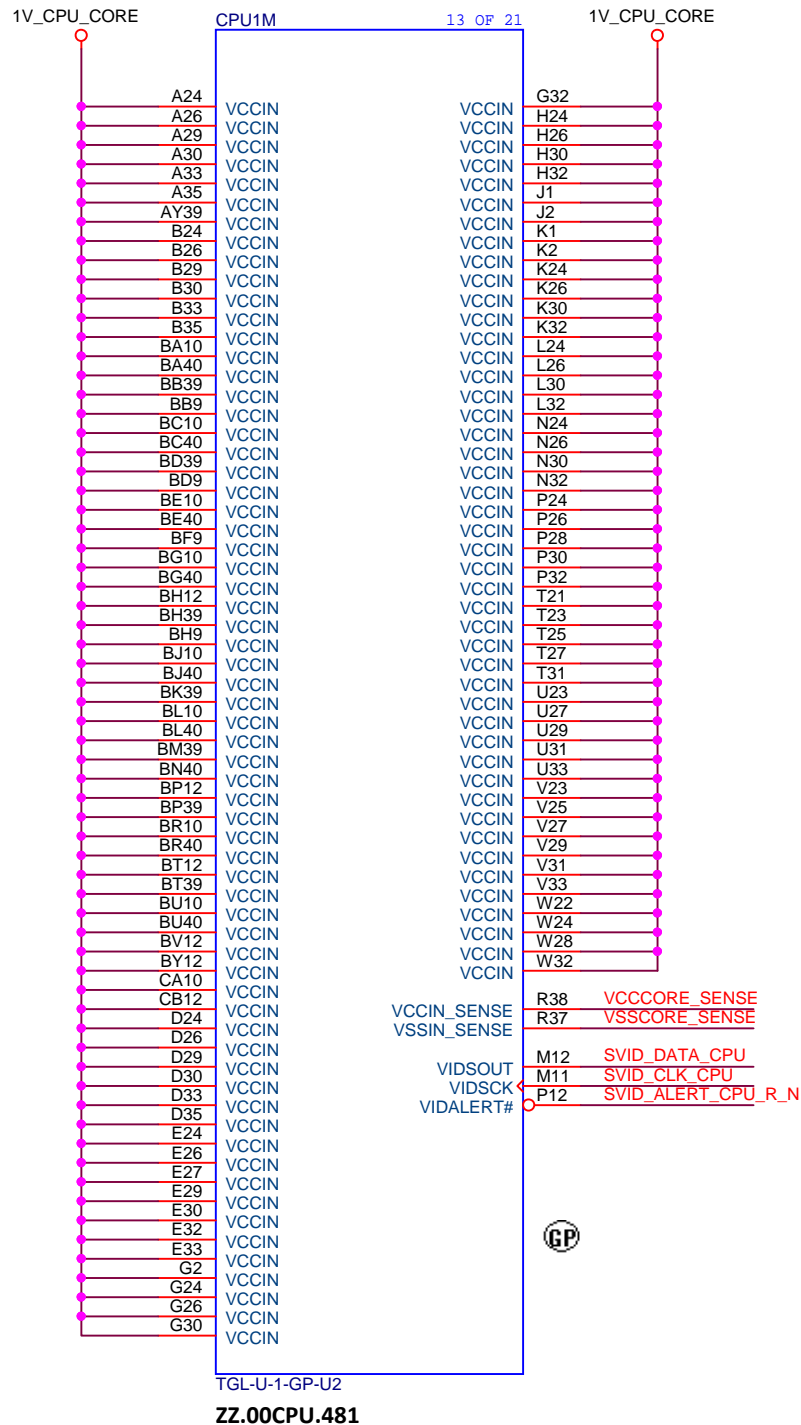 1V_CPU_CORE 1V_CPU_CORE
CPU1M 13 OF 21
A24 VCCIN VCCIN G32
A26 VCCIN VCCIN H24
A29 VCCIN VCCIN H26
A30 VCCIN VCCIN H30
A33 VCCIN VCCIN H32
A35 VCCIN VCCIN J1
AY39 VCCIN VCCIN J2
B24 VCCIN VCCIN K1
B26 VCCIN VCCIN K2
B29 VCCIN VCCIN K24
B30 VCCIN VCCIN K26
B33 VCCIN VCCIN K30
B35 VCCIN VCCIN K32
BA10 VCCIN VCCIN L24
BA40 VCCIN VCCIN L26
BB39 VCCIN VCCIN L30
BB9 VCCIN VCCIN L32
BC10 VCCIN VCCIN N24
BC40 VCCIN VCCIN N26
BD39 VCCIN VCCIN N30
BD9 VCCIN VCCIN N32
BE10 VCCIN VCCIN P24
BE40 VCCIN VCCIN P26
BF9 VCCIN VCCIN P28
BG10 VCCIN VCCIN P30
BG40 VCCIN VCCIN P32
BH12 VCCIN VCCIN T21
BH39 VCCIN VCCIN T23
BH9 VCCIN VCCIN T25
BJ10 VCCIN VCCIN T27
BJ40 VCCIN VCCIN T31
BK39 VCCIN VCCIN U23
BL10 VCCIN VCCIN U27
BL40 VCCIN VCCIN U29
BM39 VCCIN VCCIN U31
BN40 VCCIN VCCIN U33
BP12 VCCIN VCCIN V23
BP39 VCCIN VCCIN V25
BR10 VCCIN VCCIN V27
BR40 VCCIN VCCIN V29
BT12 VCCIN VCCIN V31
BT39 VCCIN VCCIN V33
BU10 VCCIN VCCIN W22
BU40 VCCIN VCCIN W24
BV12 VCCIN VCCIN W28
BY12 VCCIN VCCIN W32
CA10 VCCIN
CB12 VCCIN VCCIN_SENSE R38 VCCCORE_SENSE
D24 VCCIN VSSIN_SENSE R37 VSSCORE_SENSE
D26 VCCIN
D29 VCCIN VIDSOUT M12 SVID_DATA_CPU
D30 VCCIN VIDSCK M11 SVID_CLK_CPU
D33 VCCIN VIDALERT# P12 SVID_ALERT_CPU_R_N
D35 VCCIN
E24 VCCIN
E26 VCCIN
E27 VCCIN
E29 VCCIN
E30 VCCIN
E32 VCCIN
E33 VCCIN
G2 VCCIN
G24 VCCIN
G26 VCCIN
G30 VCCIN
GP
TGL-U-1-GP-U2
ZZ.00CPU.481